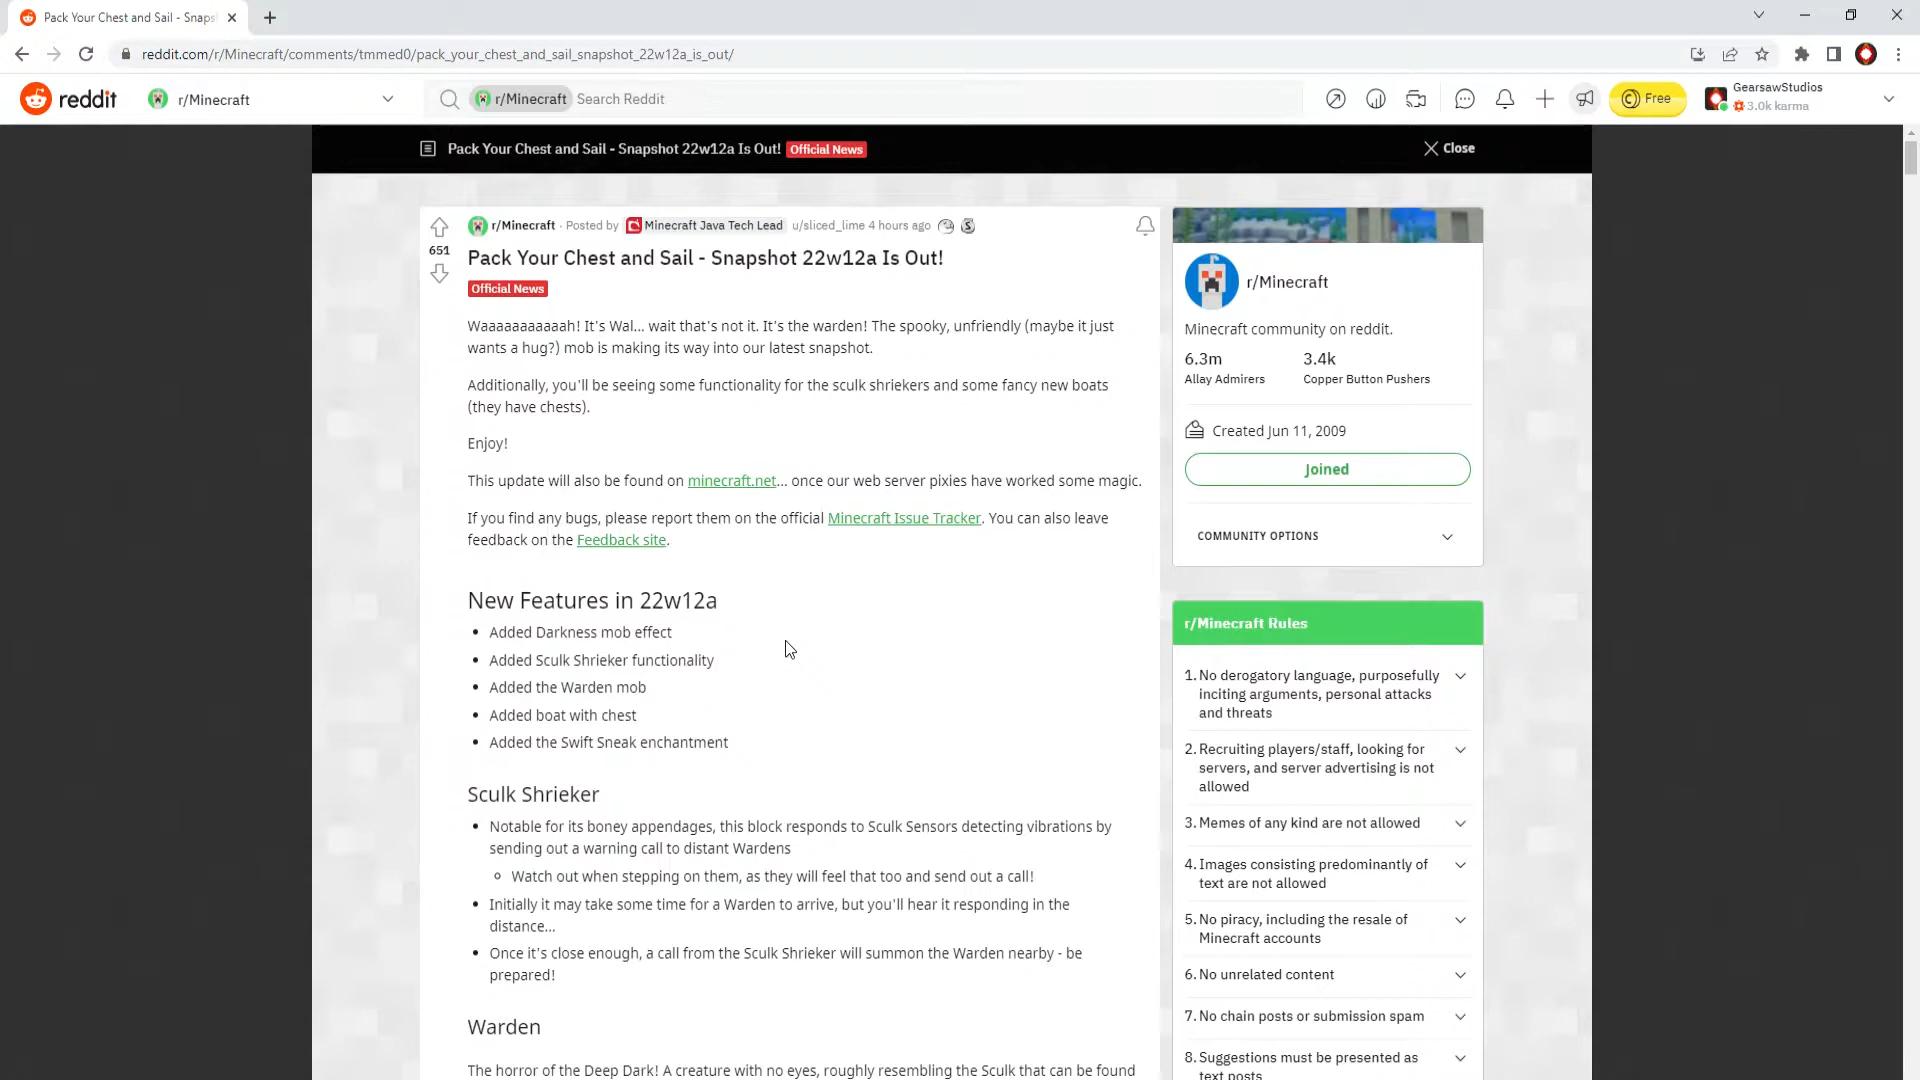 Pack Your Chest and Sail - Snaps
reddit.com/r/Minecraft/comments/tmmed0/pack_your_chest_and_sail_snapshot_22w12a_is_out/
reddit
r/Minecraft
r/Minecraft
Search Reddit
Free
GearsawStudios
3.0k karma
Pack Your Chest and Sail - Snapshot 22w12a Is Out!
Official News
Close
651
r/Minecraft · Posted by Minecraft Java Tech Lead u/sliced_lime 4 hours ago
Pack Your Chest and Sail - Snapshot 22w12a Is Out!
Official News
Waaaaaaaaaaah! It's Wal... wait that's not it. It's the warden! The spooky, unfriendly (maybe it just
wants a hug?) mob is making its way into our latest snapshot.
Additionally, you'll be seeing some functionality for the sculk shriekers and some fancy new boats
(they have chests).
Enjoy!
This update will also be found on minecraft.net... once our web server pixies have worked some magic.
If you find any bugs, please report them on the official Minecraft Issue Tracker. You can also leave
feedback on the Feedback site.
New Features in 22w12a
• Added Darkness mob effect
• Added Sculk Shrieker functionality
• Added the Warden mob
• Added boat with chest
• Added the Swift Sneak enchantment
Sculk Shrieker
• Notable for its boney appendages, this block responds to Sculk Sensors detecting vibrations by
sending out a warning call to distant Wardens
◦ Watch out when stepping on them, as they will feel that too and send out a call!
• Initially it may take some time for a Warden to arrive, but you'll hear it responding in the
distance...
• Once it's close enough, a call from the Sculk Shrieker will summon the Warden nearby - be
prepared!
Warden
The horror of the Deep Dark! A creature with no eyes, roughly resembling the Sculk that can be found
r/Minecraft
Minecraft community on reddit.
6.3m
Allay Admirers
3.4k
Copper Button Pushers
Created Jun 11, 2009
Joined
COMMUNITY OPTIONS
r/Minecraft Rules
1. No derogatory language, purposefully
inciting arguments, personal attacks
and threats
2. Recruiting players/staff, looking for
servers, and server advertising is not
allowed
3. Memes of any kind are not allowed
4. Images consisting predominantly of
text are not allowed
5. No piracy, including the resale of
Minecraft accounts
6. No unrelated content
7. No chain posts or submission spam
8. Suggestions must be presented as
text posts